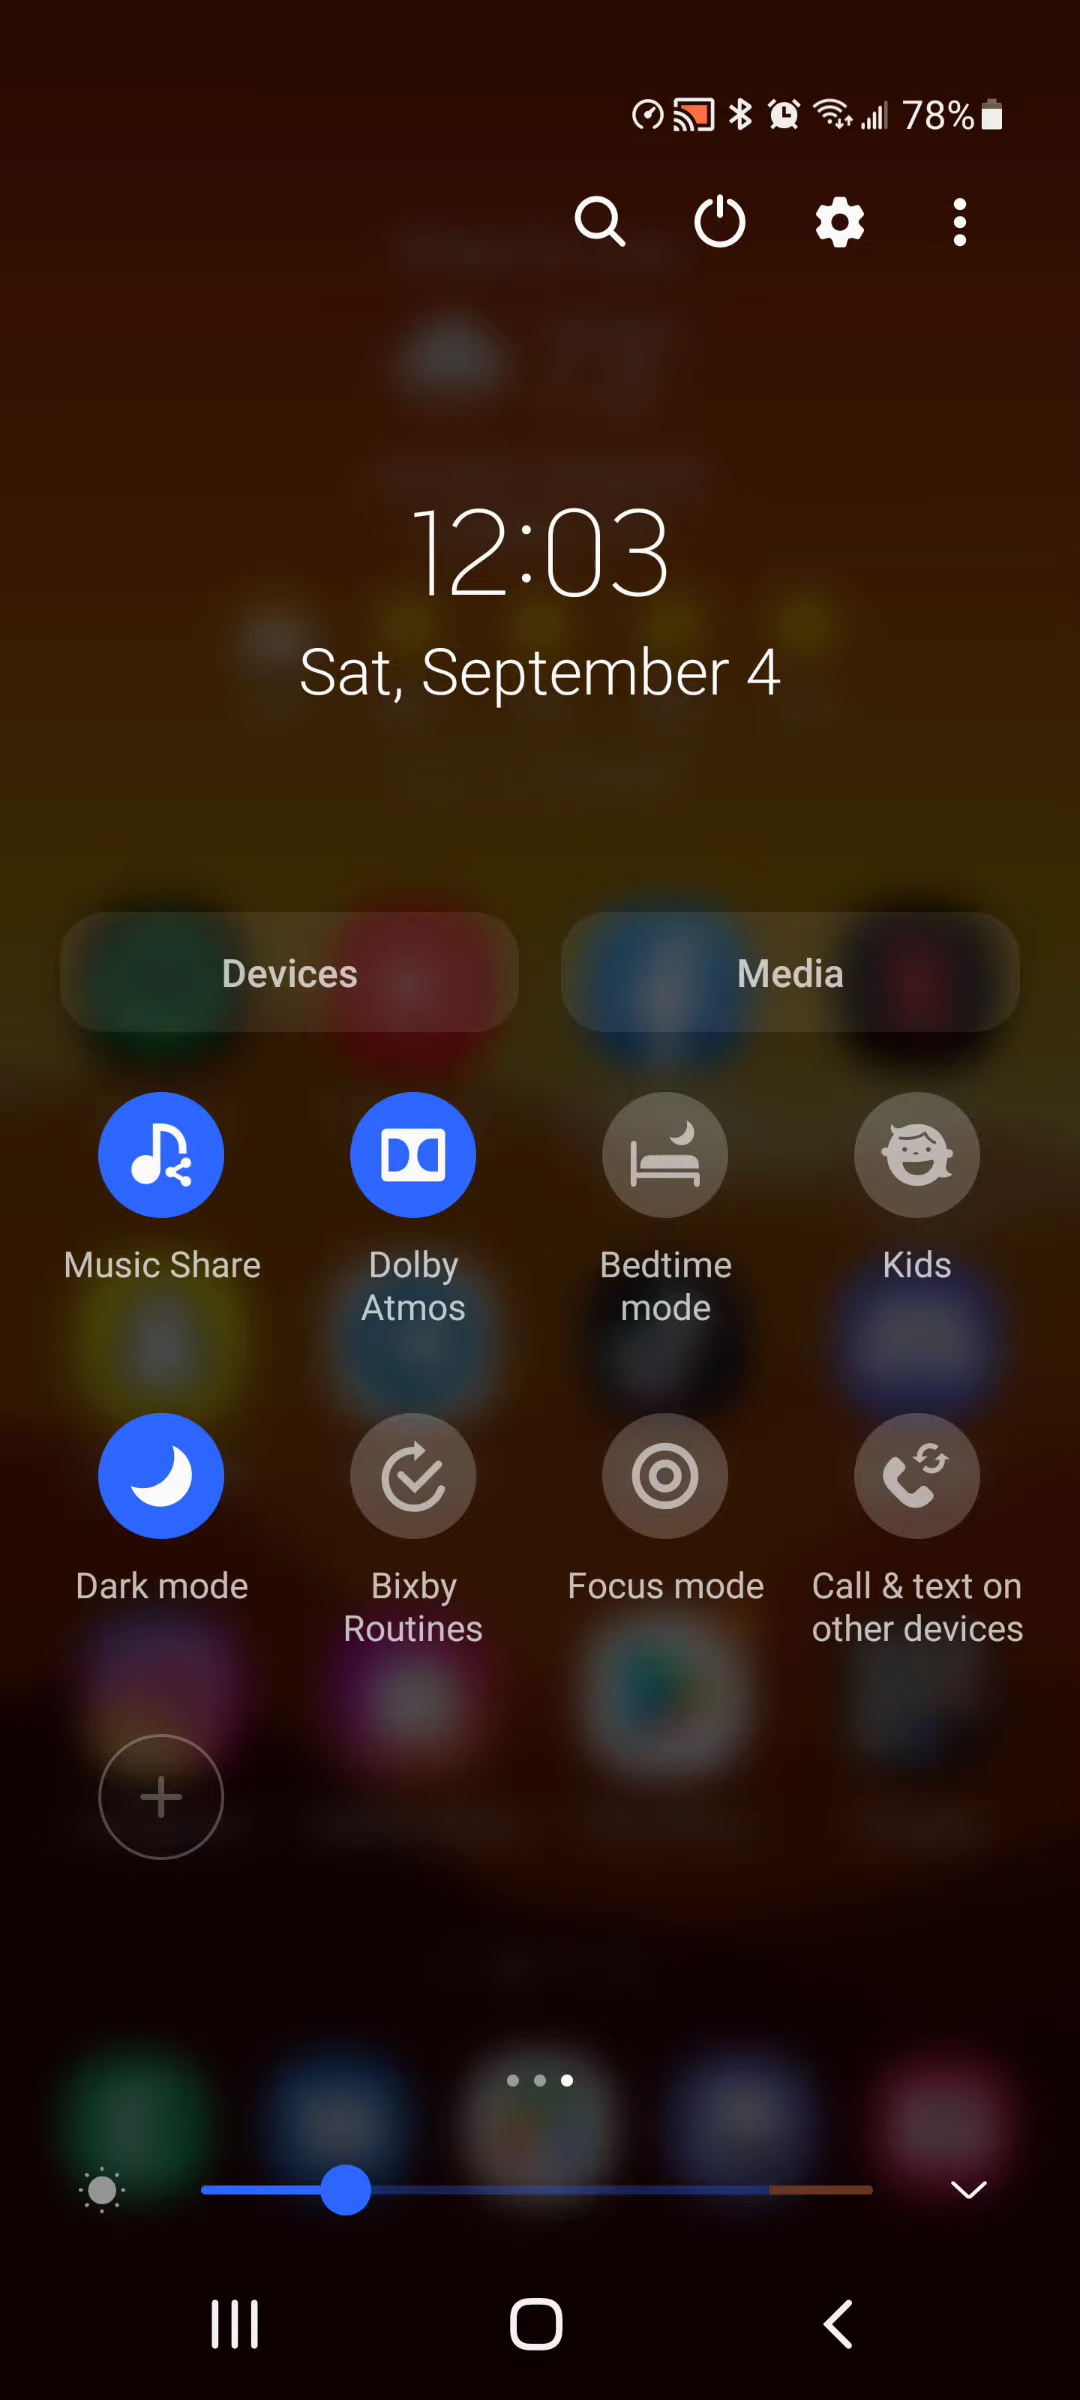 78%
12:03
Sat, September 4
Devices
Media
Music Share
Dolby
Atmos
Bedtime
mode
Kids
Dark mode
Bixby
Routines
Focus mode
Call & text on
other devices